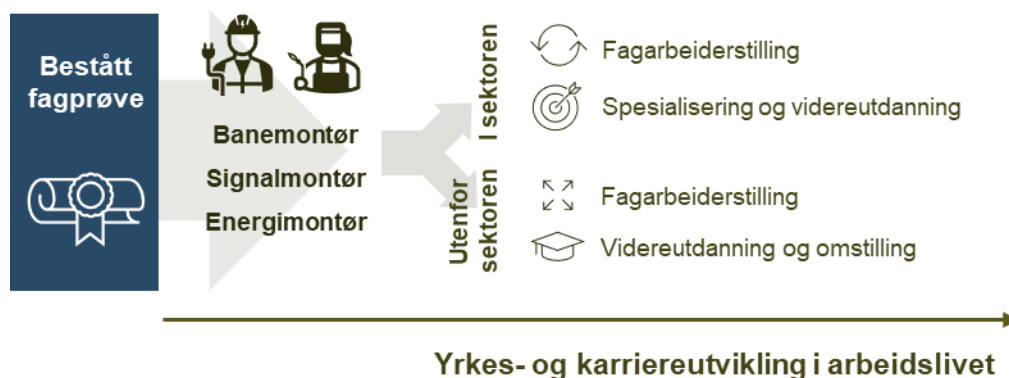 Bestått
fagprøve
Banemontør
Signalmontør
Energimontør
I sektoren
Fagarbeiderstilling
Spesialisering og videreutdanning
Utenfor
sektoren
Fagarbeiderstilling
Videreutdanning og omstilling
Yrkes- og karriereutvikling i arbeidslivet